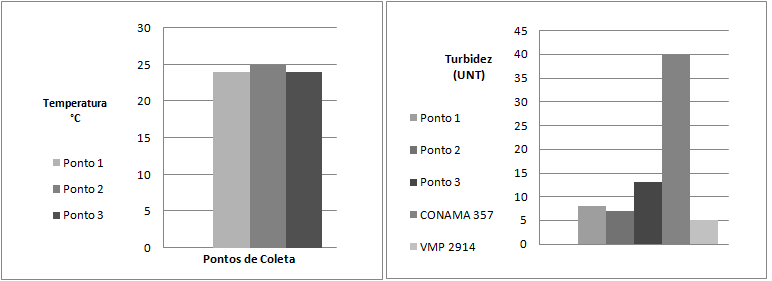 Temperatura
°C
Ponto 1
Ponto 2
Ponto 3
30
25
20
15
10
5
0
Pontos de Coleta
Turbidez
(UNT)
Ponto 1
Ponto 2
Ponto 3
CONAMA 357
VMP 2914
45
40
35
30
25
20
15
10
5
0